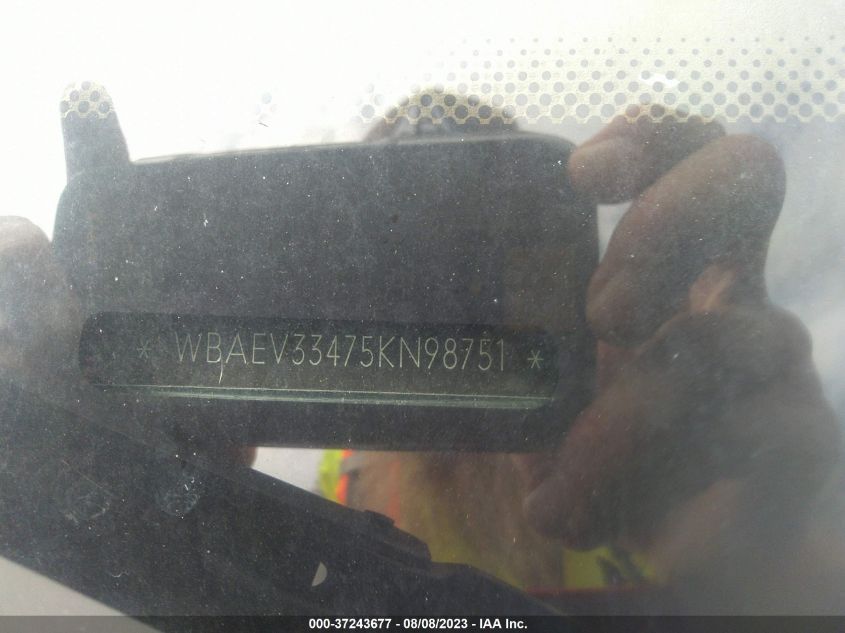 * WBAEV33475KN98751 *
000-37243677 / 08/08/2023 - IAA Inc.